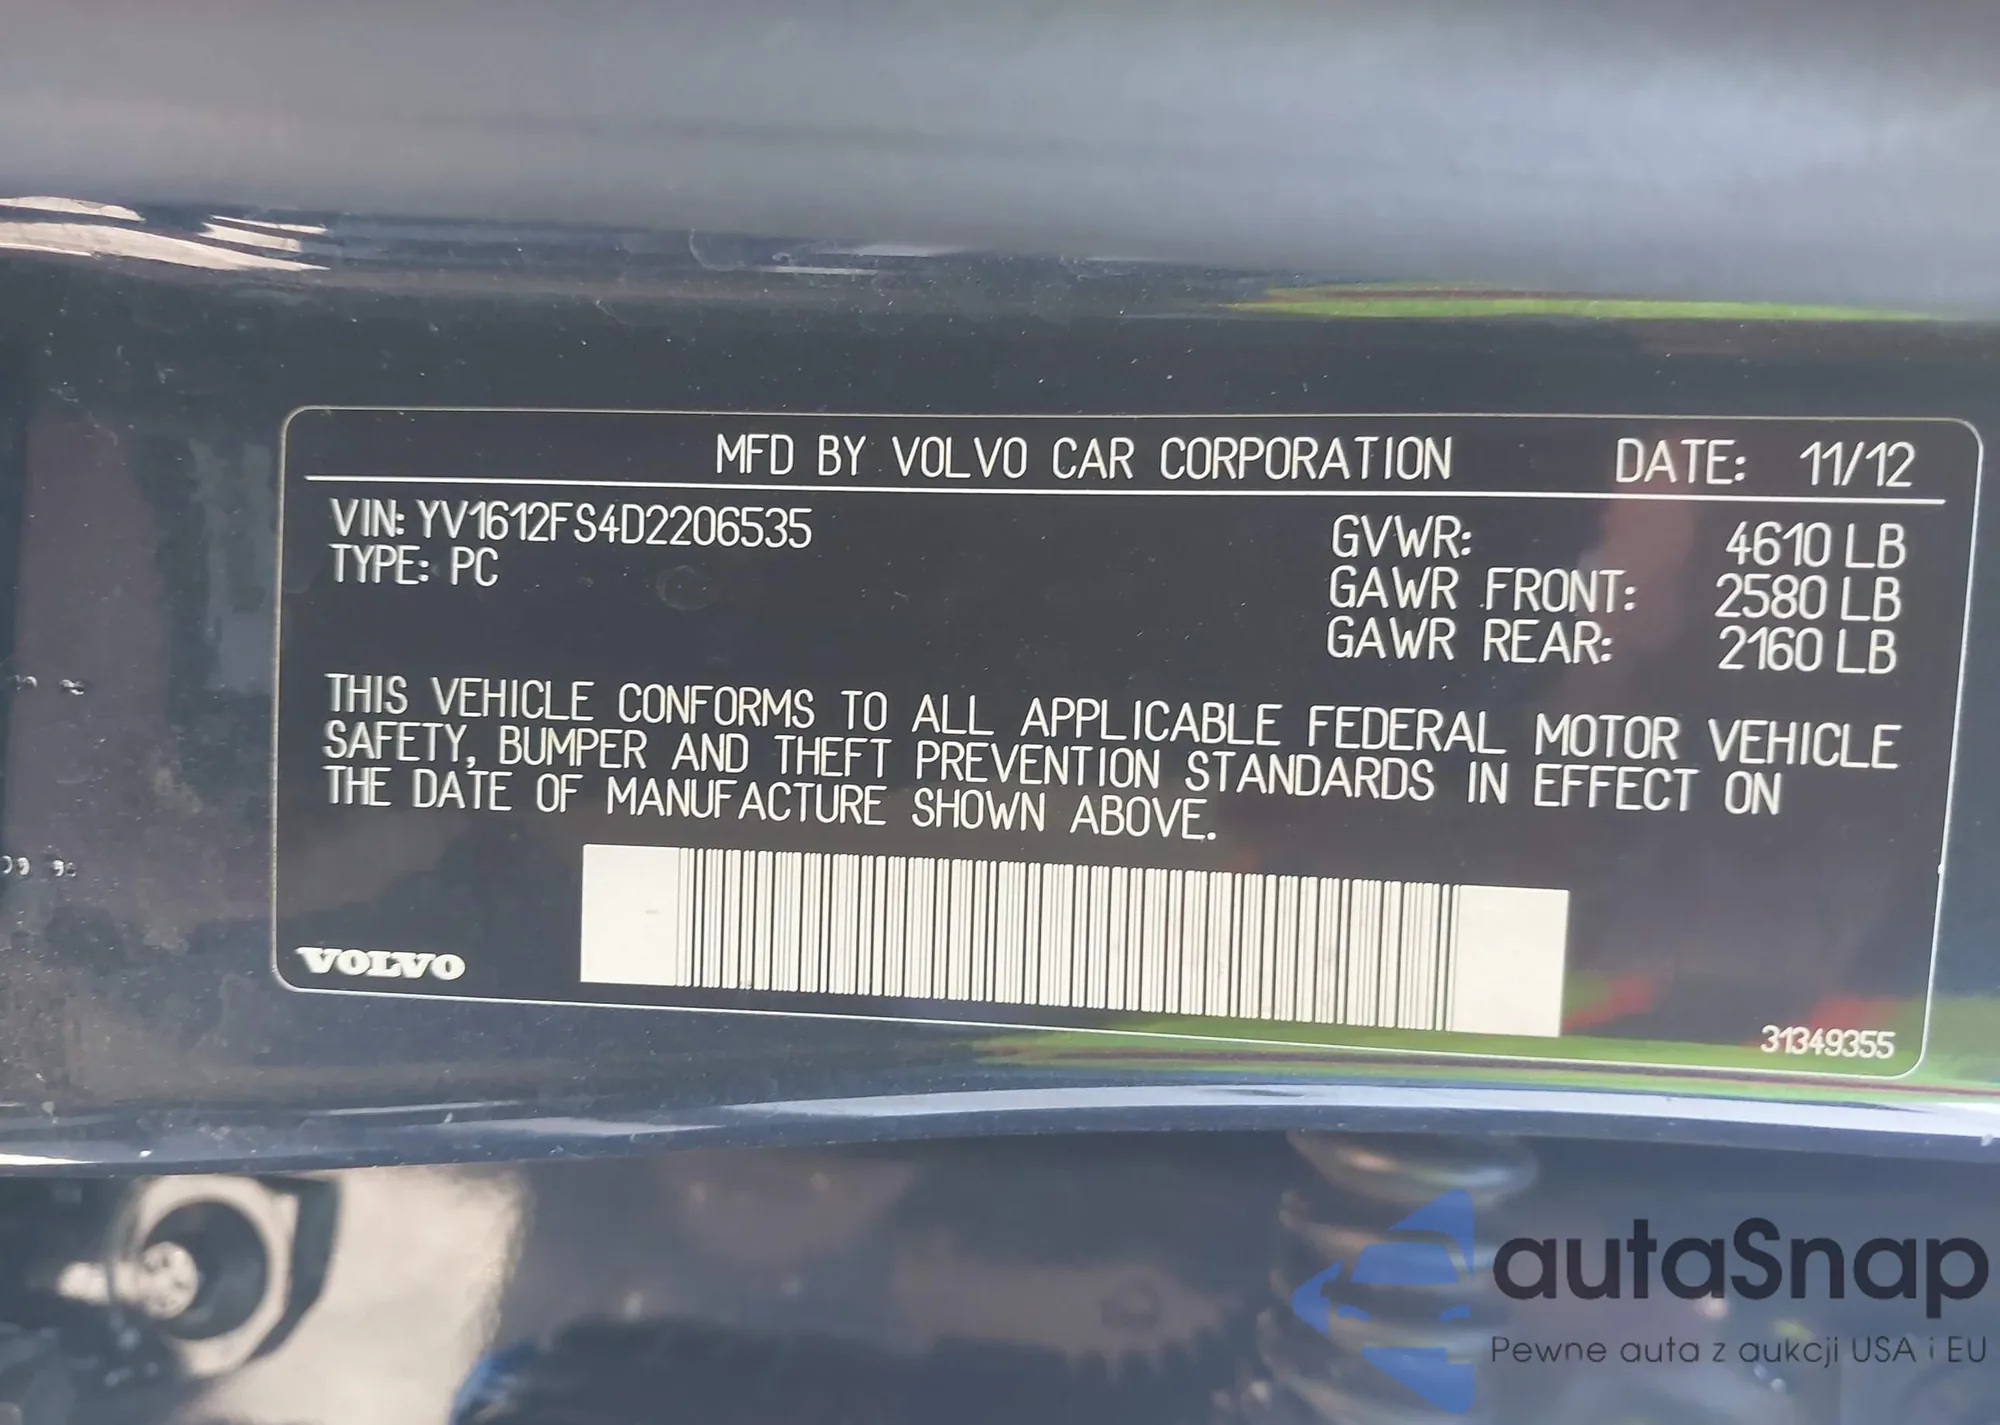 MFD BY VOLVO CAR CORPORATION DATE: 11/12
VIN: YV1612FS4D2206535
TYPE: PC
GVWR: 4610 LB
GAWR FRONT: 2580 LB
GAWR REAR: 2160 LB
THIS VEHICLE CONFORMS TO ALL APPLICABLE FEDERAL MOTOR VEHICLE
SAFETY, BUMPER AND THEFT PREVENTION STANDARDS IN EFFECT ON
THE DATE OF MANUFACTURE SHOWN ABOVE.
VOLVO
31349355
autaSnap
Pewne auta z aukcji USA i EU